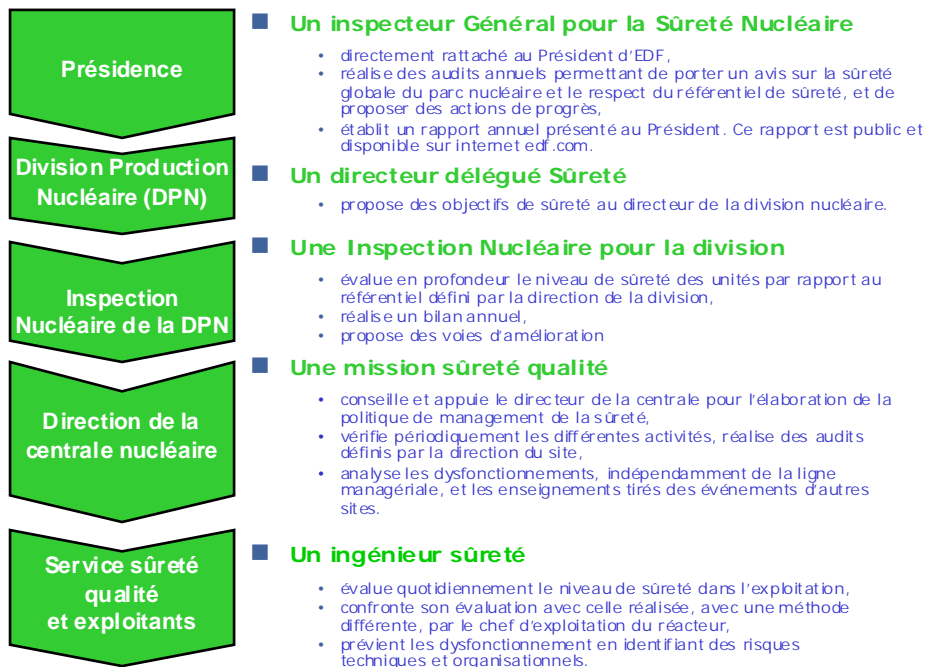 Présidence
Un inspecteur Général pour la Sûreté Nucléaire
• directement rattaché au Président d'EDF,
• réalise des audits annuels permettant de porter un avis sur la sûreté
globale du parc nucléaire et le respect du référentiel de sûreté, et de
proposer des actions de progrès,
• établit un rapport annuel présenté au Président. Ce rapport est public et
disponible sur internet edf.com.
Division Production
Nucléaire (DPN)
Un directeur délégué Sûreté
• propose des objectifs de sûreté au directeur de la division nucléaire.
Inspection
Nucléaire de la DPN
Une Inspection Nucléaire pour la division
• évalue en profondeur le niveau de sûreté des unités par rapport au
référentiel défini par la direction de la division,
• réalise un bilan annuel,
• propose des voies d'amélioration
Direction de la
centrale nucléaire
Une mission sûreté qualité
• conseille et appuie le directeur de la centrale pour l'élaboration de la
politique de management de la sûreté,
• vérifie périodiquement les différentes activités, réalise des audits
définis par la direction du site,
• analyse les dysfonctionnements, indépendamment de la ligne
managériale, et les enseignements tirés des événements d'autres
sites.
Service sûreté
qualité
et exploitants
Un ingénieur sûreté
• évalue quotidiennement le niveau de sûreté dans l'exploitation,
• confronte son évaluation avec celle réalisée, avec une méthode
différente, par le chef d'exploitation du réacteur,
• prévient les dysfonctionnement en identifiant des risques
techniques et organisationnels.